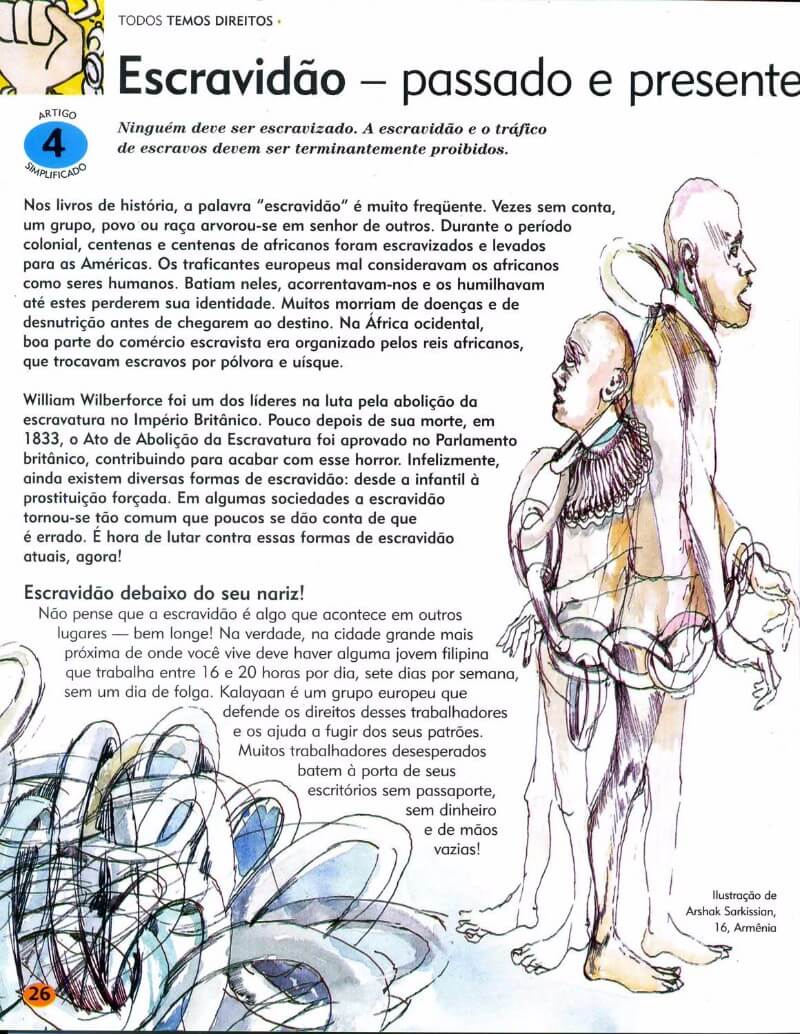 TODOS TEMOS DIREITOS •
Escravidão – passado e presente
ARTIGO
4
SIMPLIFICADO
Ninguém deve ser escravizado. A escravidão e o tráfico
de escravos devem ser terminantemente proibidos.
Nos livros de história, a palavra “escravidão” é muito freqüente. Vezes sem conta,
um grupo, povo ou raça arvorou-se em senhor de outros. Durante o período
colonial, centenas e centenas de africanos foram escravizados e levados
para as Américas. Os traficantes europeus mal consideravam os africanos
como seres humanos. Batiam neles, acorrentavam-nos e os humilhavam
até estes perderem sua identidade. Muitos morriam de doenças e de
desnutrição antes de chegarem ao destino. Na África ocidental,
boa parte do comércio escravista era organizado pelos reis africanos,
que trocavam escravos por pólvora e uísque.
William Wilberforce foi um dos líderes na luta pela abolição da
escravatura no Império Britânico. Pouco depois de sua morte, em
1833, o Ato de Abolição da Escravatura foi aprovado no Parlamento
britânico, contribuindo para acabar com esse horror. Infelizmente,
ainda existem diversas formas de escravidão: desde a infantil à
prostituição forçada. Em algumas sociedades a escravidão
tornou-se tão comum que poucos se dão conta de que
é errado. É hora de lutar contra essas formas de escravidão
atuais, agora!
Escravidão debaixo do seu nariz!
Não pense que a escravidão é algo que acontece em outros
lugares — bem longe! Na verdade, na cidade grande mais
próxima de onde você vive deve haver alguma jovem filipina
que trabalha entre 16 e 20 horas por dia, sete dias por semana,
sem um dia de folga. Kalayaan é um grupo europeu que
defende os direitos desses trabalhadores
e os ajuda a fugir dos seus patrões.
Muitos trabalhadores desesperados
batem à porta de seus
escritórios sem passaporte,
sem dinheiro
e de mãos
vazias!
Ilustração de
Arshak Sarkissian,
16, Armênia
26